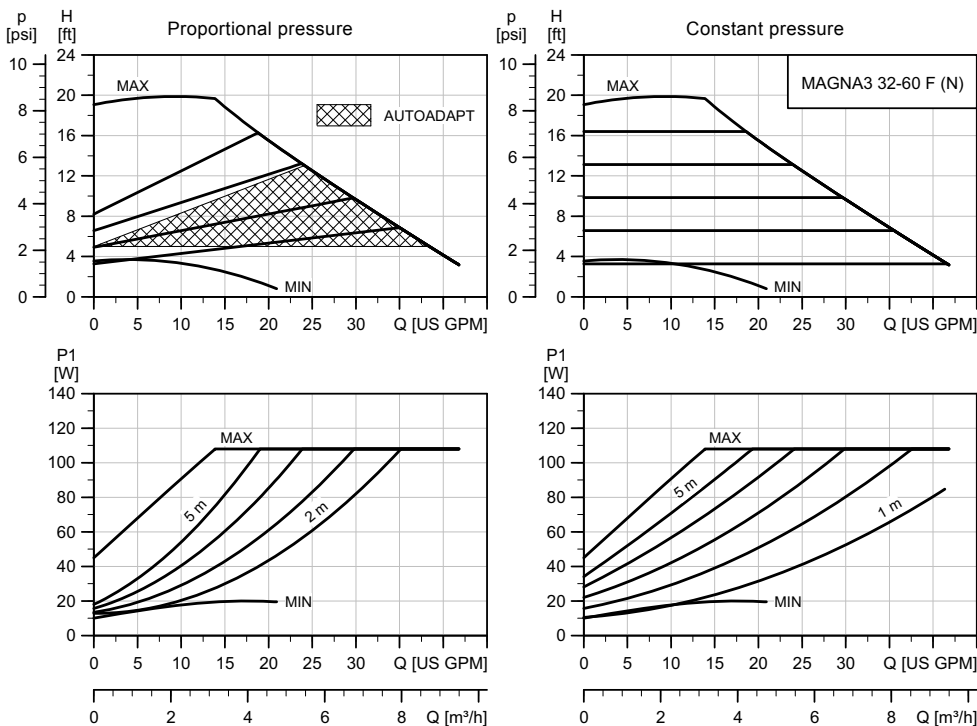 p
[psi]
H
[ft]
Proportional pressure
24
10
MAX
20
8
AUTOADAPT
16
6
12
4
8
2
4
MIN
0
0
0 5 10 15 20 25 30 Q [US GPM]
p
[psi]
H
[ft]
Constant pressure
24
10
MAGNA3 32-60 F (N)
MAX
20
8
16
6
12
4
8
2
4
MIN
0
0
0 5 10 15 20 25 30 Q [US GPM]
P1
[W]
140
120
MAX
100
80
5 m
2 m
60
40
20
MIN
0
0 5 10 15 20 25 30 Q [US GPM]
0 2 4 6 8 Q [m³/h]
P1
[W]
140
120
MAX
100
80
5 m
1 m
60
40
20
MIN
0
0 5 10 15 20 25 30 Q [US GPM]
0 2 4 6 8 Q [m³/h]